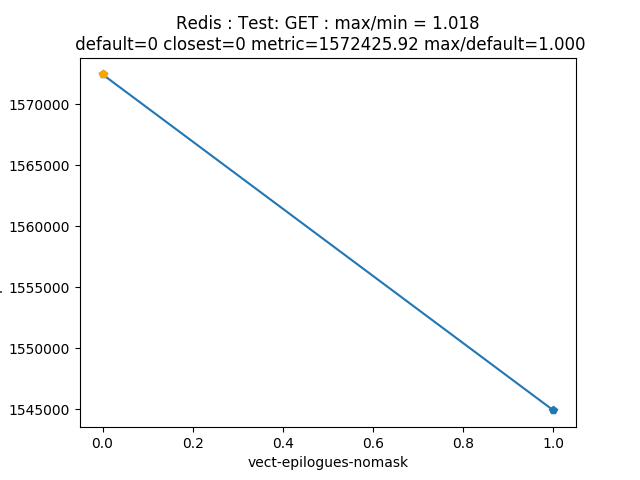 Redis : Test: GET : max/min = 1.018
default=0 closest=0 metric=1572425.92 max/default=1.000
1570000
1565000
1560000
1555000
1550000
1545000
0.0 0.2 0.4 0.6 0.8 1.0
vect-epilogues-nomask